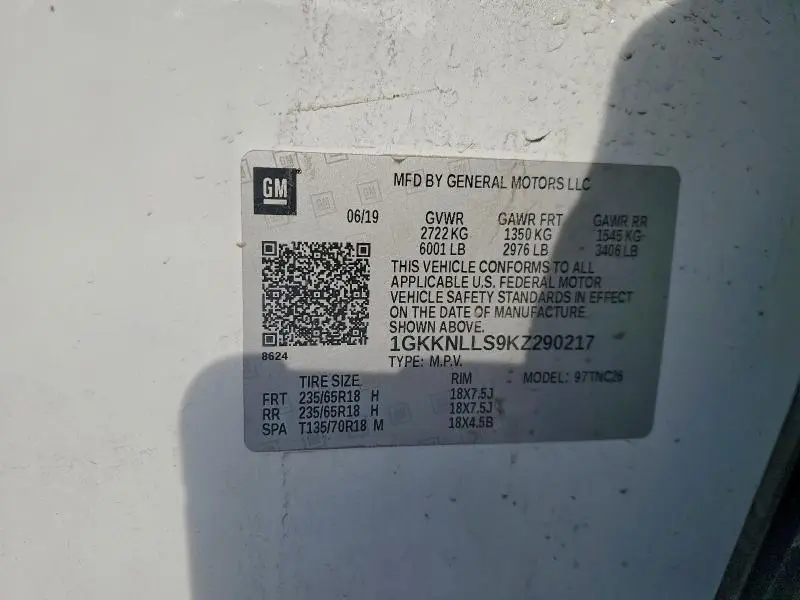 GM
MFD BY GENERAL MOTORS LLC
06/19 GVWR GAWR FRT GAWR RR
2722 KG 1350 KG 1545 KG
6001 LB 2976 LB 3406 LB
THIS VEHICLE CONFORMS TO ALL
APPLICABLE U.S. FEDERAL MOTOR
VEHICLE SAFETY STANDARDS IN EFFECT
ON THE DATE OF MANUFACTURE
SHOWN ABOVE.
8624
1GKKNLLS9KZ290217
TYPE: M.P.V.
TIRE SIZE RIM MODEL: 97TNC26
FRT 235/65R18 H 18X7.5J
RR 235/65R18 H 18X7.5J
SPA T135/70R18 M 18X4.5B